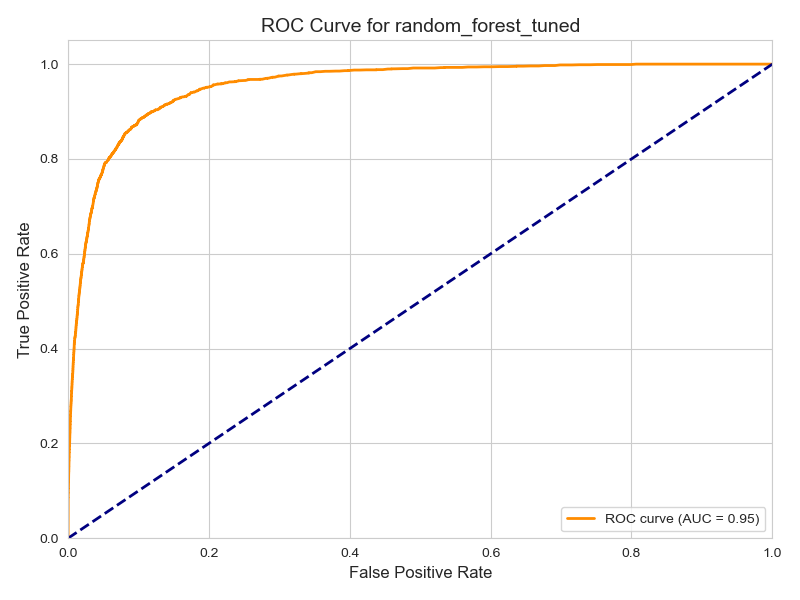 ROC Curve for random_forest_tuned
True Positive Rate
1.0
0.8
0.6
0.4
0.2
0.0
0.0 0.2 0.4 0.6 0.8 1.0
False Positive Rate
ROC curve (AUC = 0.95)